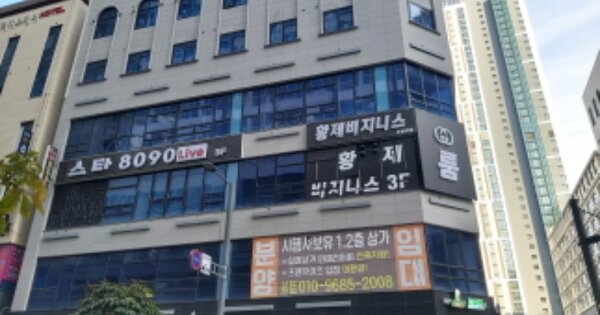 HOTEL
스타 8090 Live 3F
황제비지니스
황제
비지니스 3F
룸
분양
시행사보유 1,2층 상가
임대
010-9685-2008